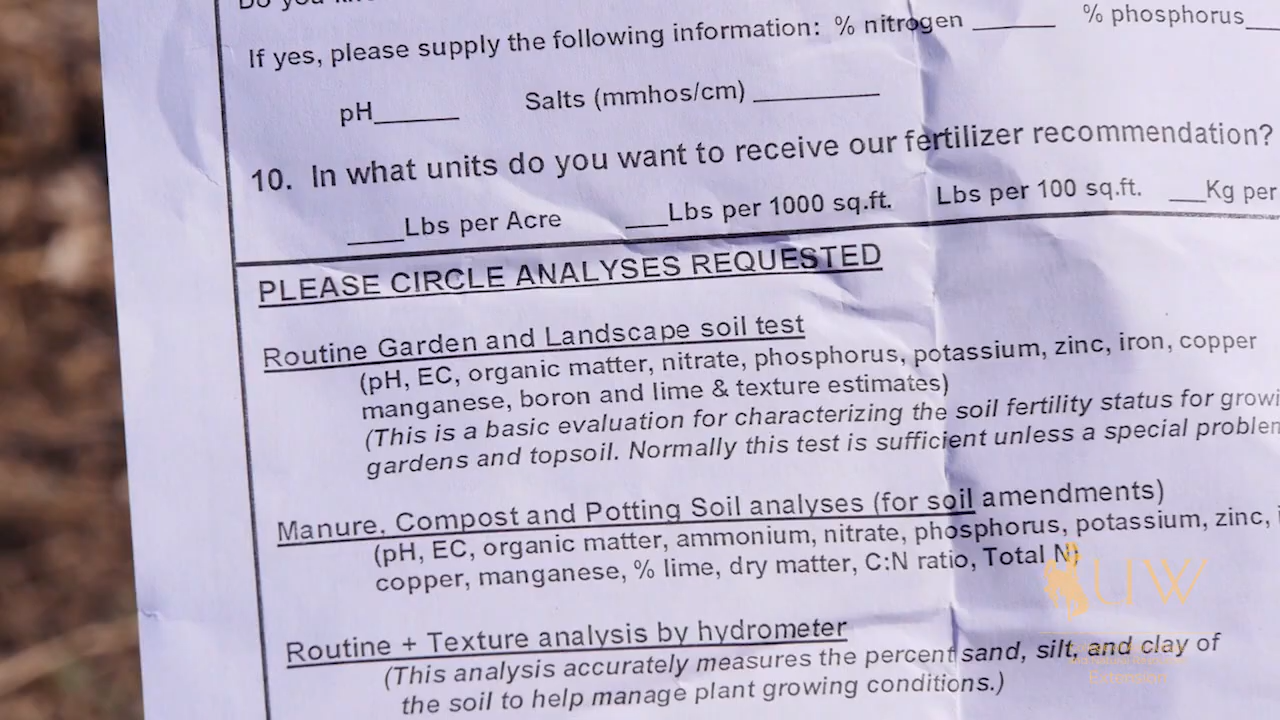 If yes, please supply the following information: % nitrogen ______ % phosphorus__
pH______ Salts (mmhos/cm) _________
10. In what units do you want to receive our fertilizer recommendation?
____Lbs per Acre ___Lbs per 1000 sq.ft. Lbs per 100 sq.ft. ___Kg per
PLEASE CIRCLE ANALYSES REQUESTED
Routine Garden and Landscape soil test
(pH, EC, organic matter, nitrate, phosphorus, potassium, zinc, iron, copper
manganese, boron and lime & texture estimates)
(This is a basic evaluation for characterizing the soil fertility status for growi
gardens and topsoil. Normally this test is sufficient unless a special problem
Manure, Compost and Potting Soil analyses (for soil amendments)
(pH, EC, organic matter, ammonium, nitrate, phosphorus, potassium, zinc, i
copper, manganese, % lime, dry matter, C:N ratio, Total N)
UW
Routine + Texture analysis by hydrometer
(This analysis accurately measures the percent sand, silt, and clay of
the soil to help manage plant growing conditions.)
Extension